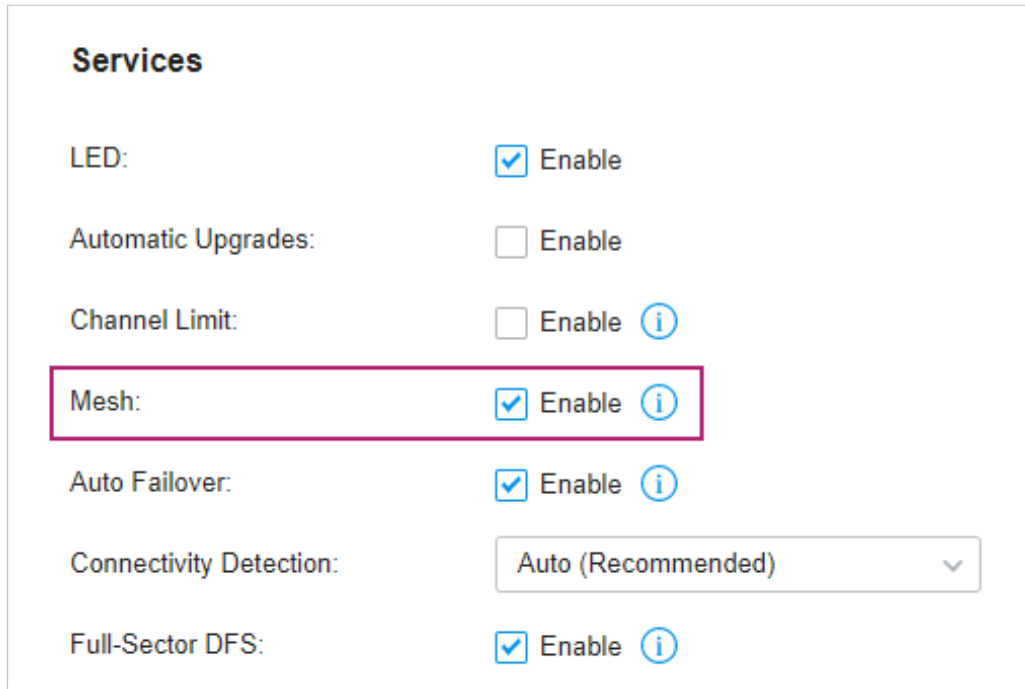 Services
LED: Enable
Automatic Upgrades: Enable
Channel Limit: Enable
Mesh: Enable
Auto Failover: Enable
Connectivity Detection: Auto (Recommended)
Full-Sector DFS: Enable